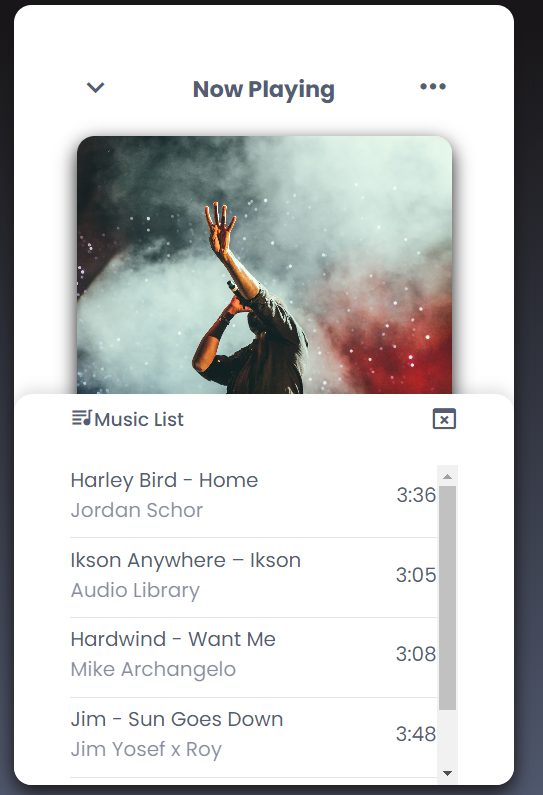 Now Playing
Music List
Harley Bird - Home
Jordan Schor
3:36
Ikson Anywhere – Ikson
Audio Library
3:05
Hardwind - Want Me
Mike Archangelo
3:08
Jim - Sun Goes Down
Jim Yosef x Roy
3:48